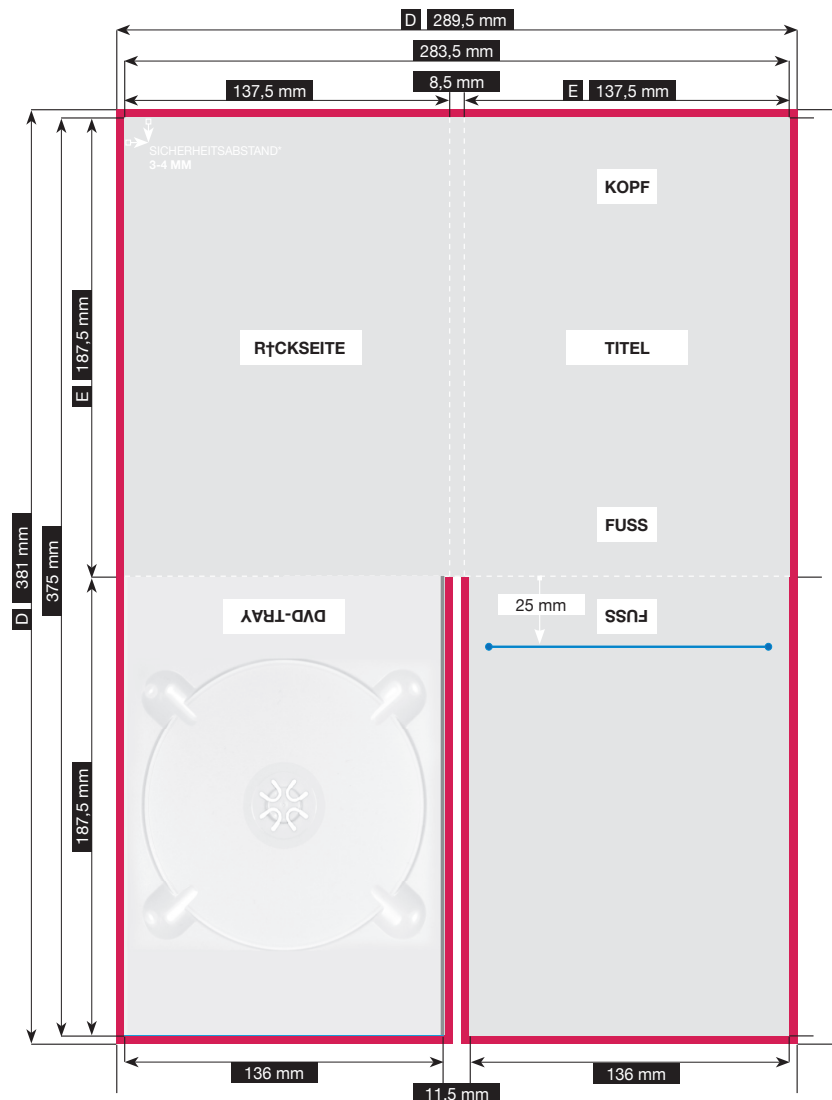 D 289,5 mm
283,5 mm
8,5 mm
137,5 mm
E 137,5 mm
SICHERHEITSABSTAND*
3-4 MM
KOPF
E 187,5 mm
R†CKSEITE
TITEL
D 381 mm
375 mm
FUSS
25 mm
DVD-TRAY
FUSS
187,5 mm
136 mm
11,5 mm
136 mm